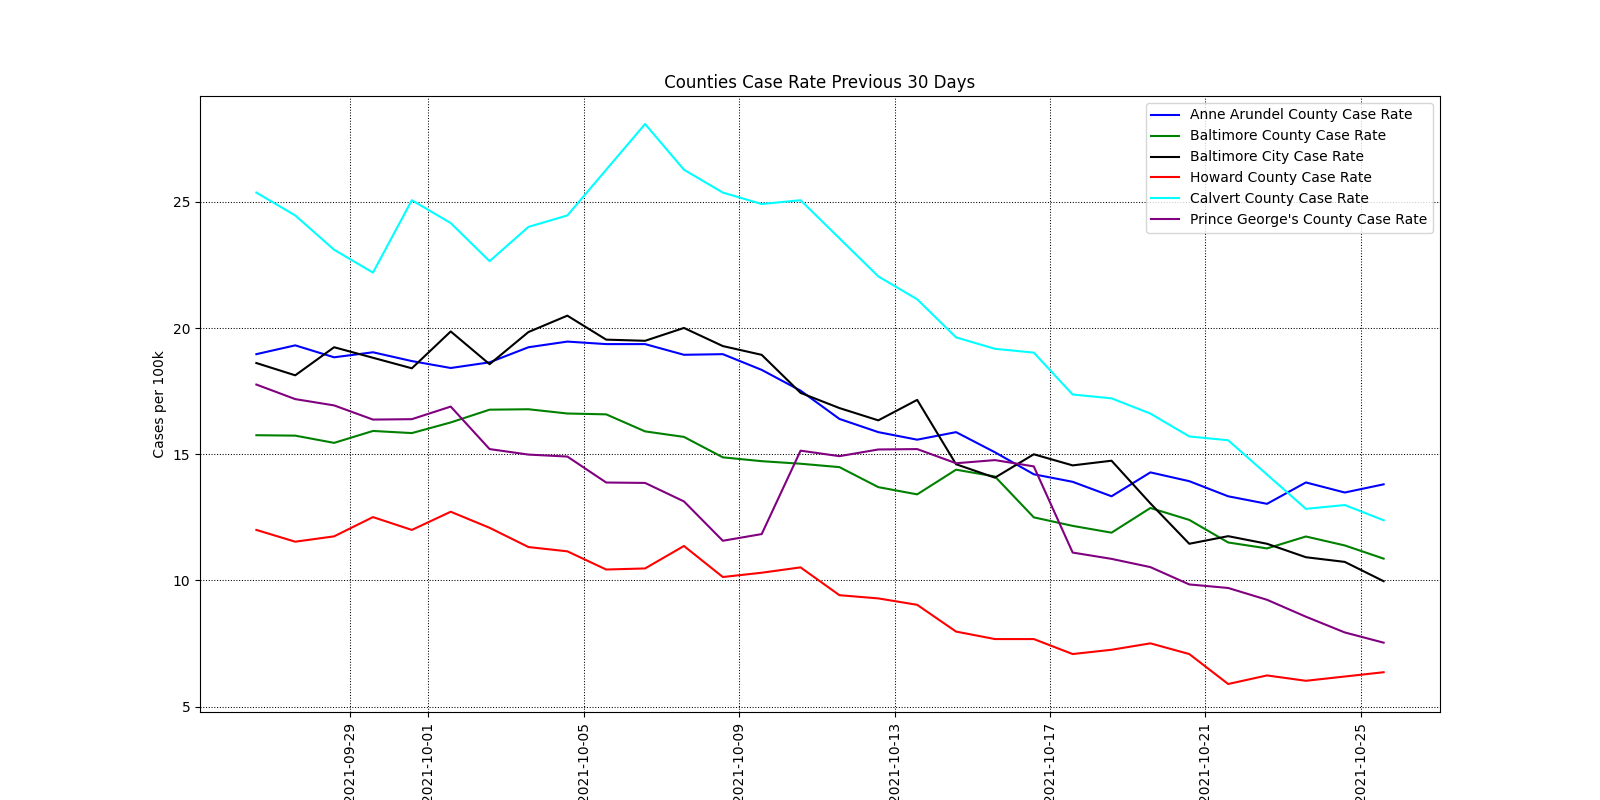 Counties Case Rate Previous 30 Days
Anne Arundel County Case Rate
Baltimore County Case Rate
Baltimore City Case Rate
Howard County Case Rate
Calvert County Case Rate
Prince George's County Case Rate
Cases per 100k
25
20
15
10
5
2021-09-29
2021-10-01
2021-10-05
2021-10-09
2021-10-13
2021-10-17
2021-10-21
2021-10-25